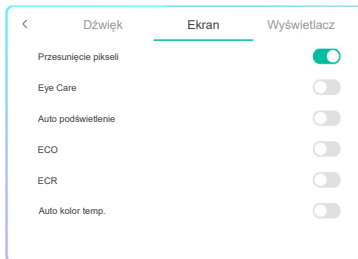 Dźwięk Ekran Wyświetlacz
Przesunięcie pikseli
Eye Care
Auto podświetlenie
ECO
ECR
Auto kolor temp.